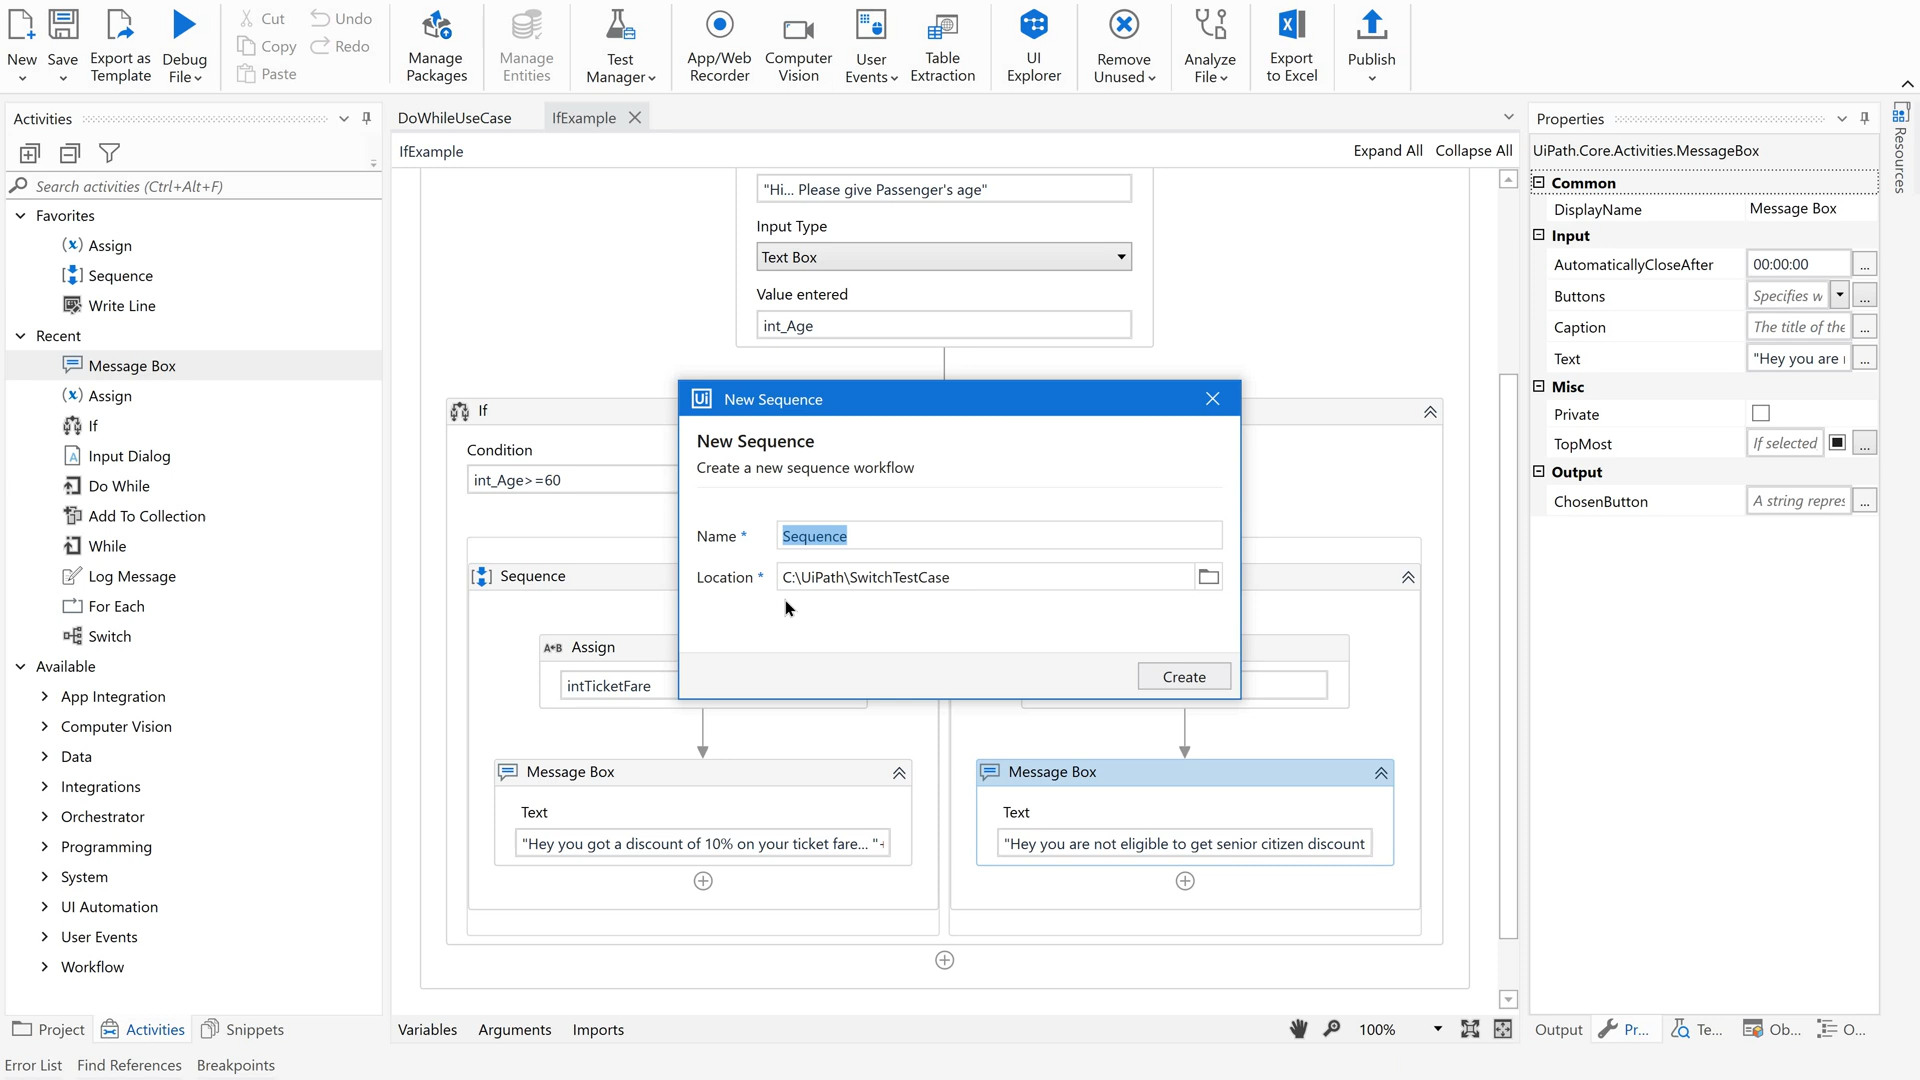 New
Save
Export as
Template
Debug
File
Cut
Copy
Paste
Undo
Redo
Manage
Packages
Manage
Entities
Test
Manager
App/Web
Recorder
Computer
Vision
User
Events
Table
Extraction
UI
Explorer
Remove
Unused
Analyze
File
Export
to Excel
Publish
Activities
Search activities (Ctrl+Alt+F)
Favorites
Assign
Sequence
Write Line
Recent
Message Box
Assign
If
Input Dialog
Do While
Add To Collection
While
Log Message
For Each
Switch
Available
App Integration
Computer Vision
Data
Integrations
Orchestrator
Programming
System
UI Automation
User Events
Workflow
Project
Activities
Snippets
Error List
Find References
Breakpoints
DoWhileUseCase
IfExample
IfExample
Expand All
Collapse All
"Hi... Please give Passenger's age"
Input Type
Text Box
Value entered
int_Age
If
Condition
int_Age>=60
Sequence
Assign
intTicketFare
Message Box
Text
"Hey you got a discount of 10% on your ticket fare... "+
Message Box
Text
"Hey you are not eligible to get senior citizen discount
Ui New Sequence
New Sequence
Create a new sequence workflow
Name *
Sequence
Location *
C:\UiPath\SwitchTestCase
Create
Variables
Arguments
Imports
100%
Properties
UiPath.Core.Activities.MessageBox
Common
DisplayName
Message Box
Input
AutomaticallyCloseAfter
00:00:00
...
Buttons
Specifies w
...
Caption
The title of the
...
Text
"Hey you are
...
Misc
Private
TopMost
If selected
...
Output
ChosenButton
A string repres
...
Output
Pr...
Te...
Ob...
O...
Resources